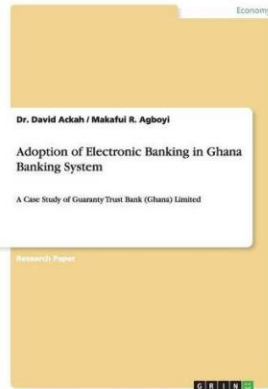 Economy
Dr. David Ackah / Makafui R. Agboyi
Adoption of Electronic Banking in Ghana
Banking System
A Case Study of Guaranty Trust Bank (Ghana) Limited
Research Paper
GRIN